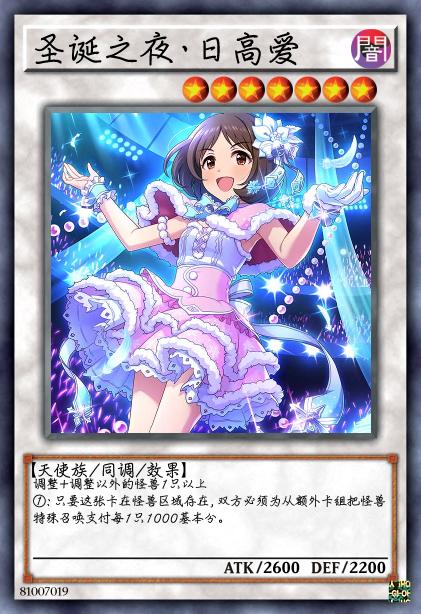 圣诞之夜·日高爱
闇
【天使族/同调/效果】
调整+调整以外的怪兽1只以上
①:只要这张卡在怪兽区域存在,双方必须为从额外卡组把怪兽
特殊召唤支付每1只1000基本分。
ATK/2600 DEF/2200
81007019